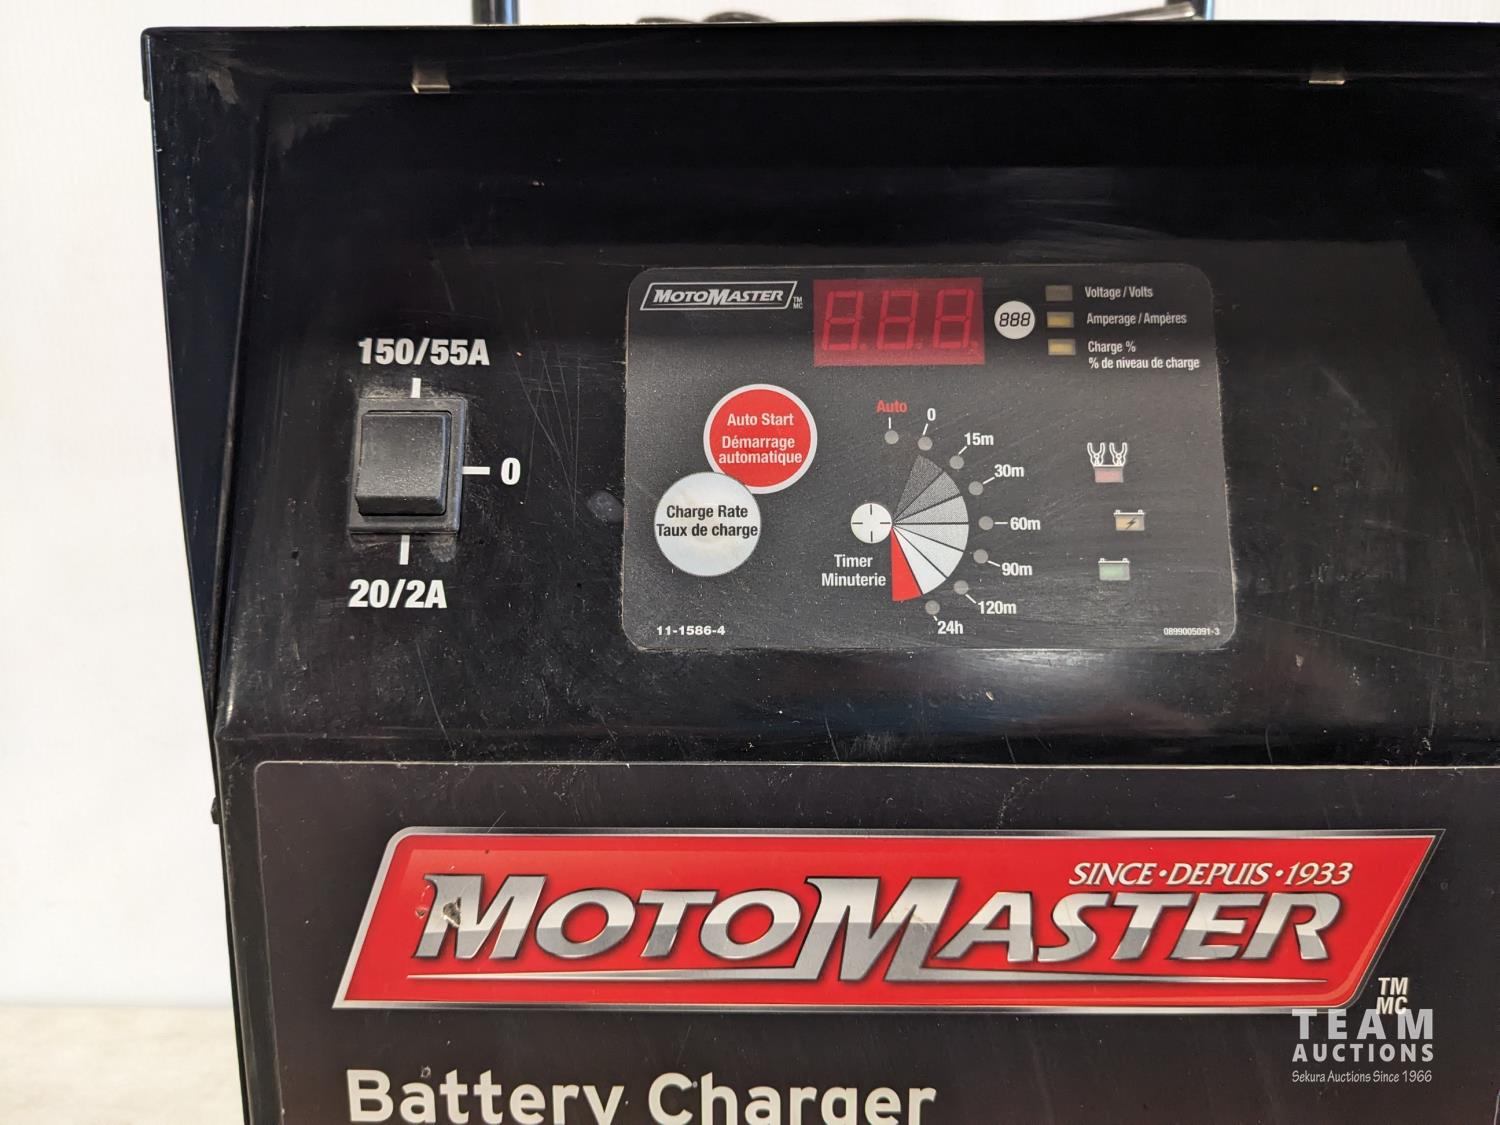 150/55A
0
20/2A
MOTOMASTER TM MC
888
888
Voltage / Volts
Amperage / Ampères
Charge %
% de niveau de charge
Auto Start
Démarrage
automatique
Charge Rate
Taux de charge
Auto
0
15m
30m
60m
90m
120m
24h
Timer
Minuterie
11-1586-4
0899005091-3
SINCE • DEPUIS • 1933
MOTOMASTER
TM
MC
Battery Charger
TEAM
AUCTIONS
Sekura Auctions Since 1966